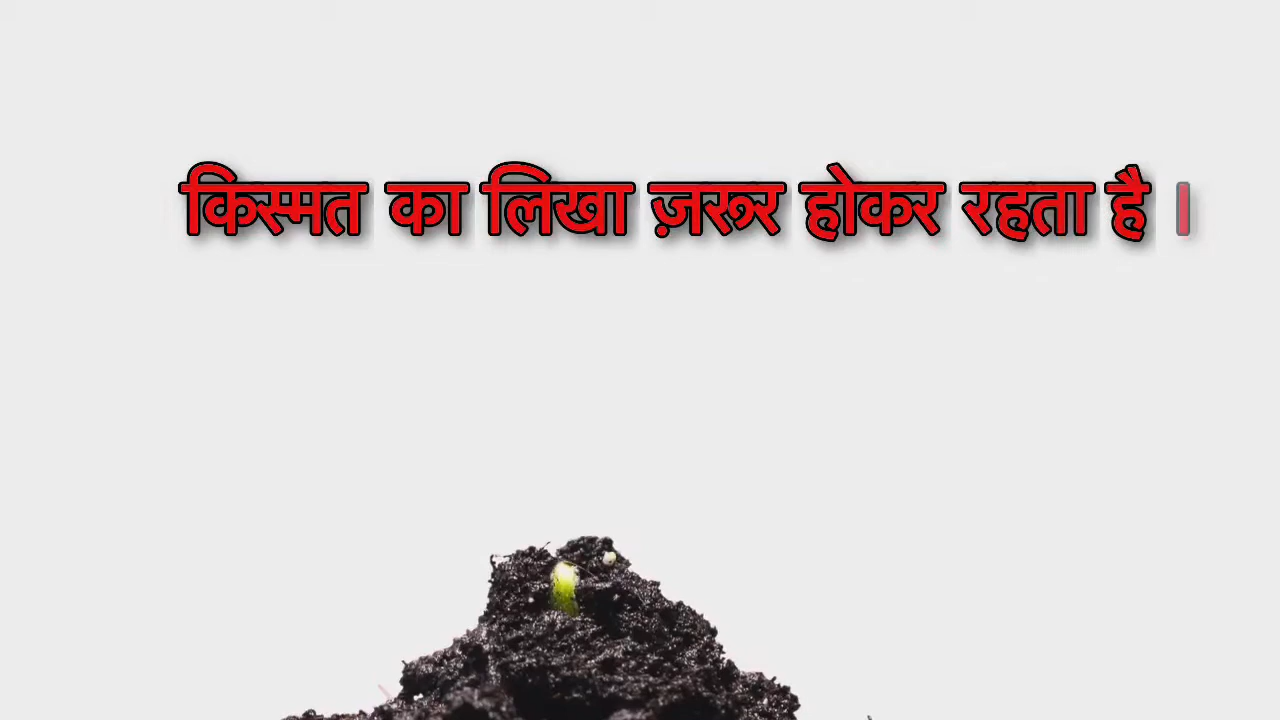 किस्मत का लिखा ज़रूर होकर रहता है ।